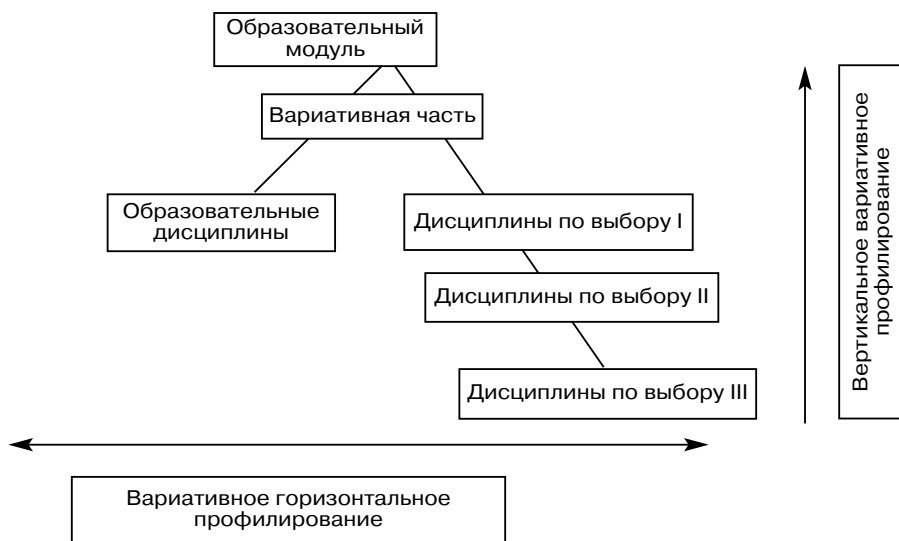 Образовательный
модуль
Вариативная часть
Образовательные
дисциплины
Дисциплины по выбору I
Дисциплины по выбору II
Дисциплины по выбору III
Вертикальное вариативное
профилирование
Вариативное горизонтальное
профилирование